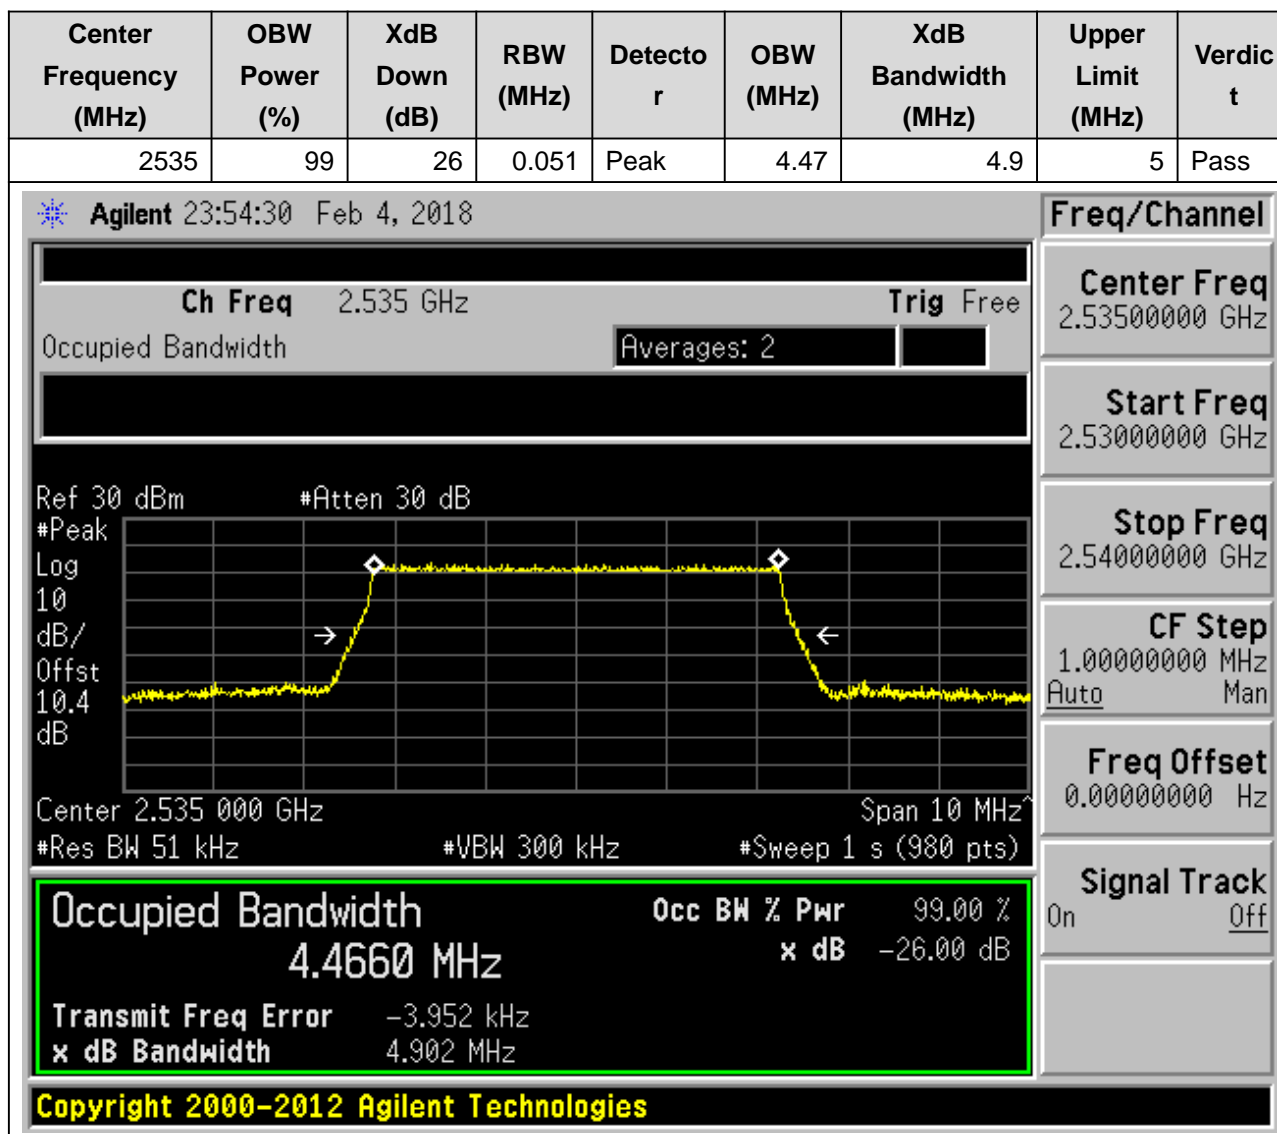 Center Frequency (MHz) OBW Power (%) XdB Down (dB) RBW (MHz) Detecto r OBW (MHz) XdB Bandwidth (MHz) Upper Limit (MHz) Verdic t
2535 99 26 0.051 Peak 4.47 4.9 5 Pass
Agilent 23:54:30 Feb 4, 2018
Freq/Channel
Ch Freq 2.535 GHz Trig Free
Occupied Bandwidth Averages: 2
Center Freq
2.53500000 GHz
Start Freq
2.53000000 GHz
Stop Freq
2.54000000 GHz
CF Step
1.00000000 MHz
Auto Man
Freq Offset
0.00000000 Hz
Signal Track
On Off
Ref 30 dBm #Atten 30 dB
#Peak
Log
10
dB/
Offst
10.4
dB
Center 2.535 000 GHz Span 10 MHz^
#Res BW 51 kHz #VBW 300 kHz #Sweep 1 s (980 pts)
Occupied Bandwidth Occ BW % Pwr 99.00 %
4.4660 MHz x dB -26.00 dB
Transmit Freq Error -3.952 kHz
x dB Bandwidth 4.902 MHz
Copyright 2000-2012 Agilent Technologies